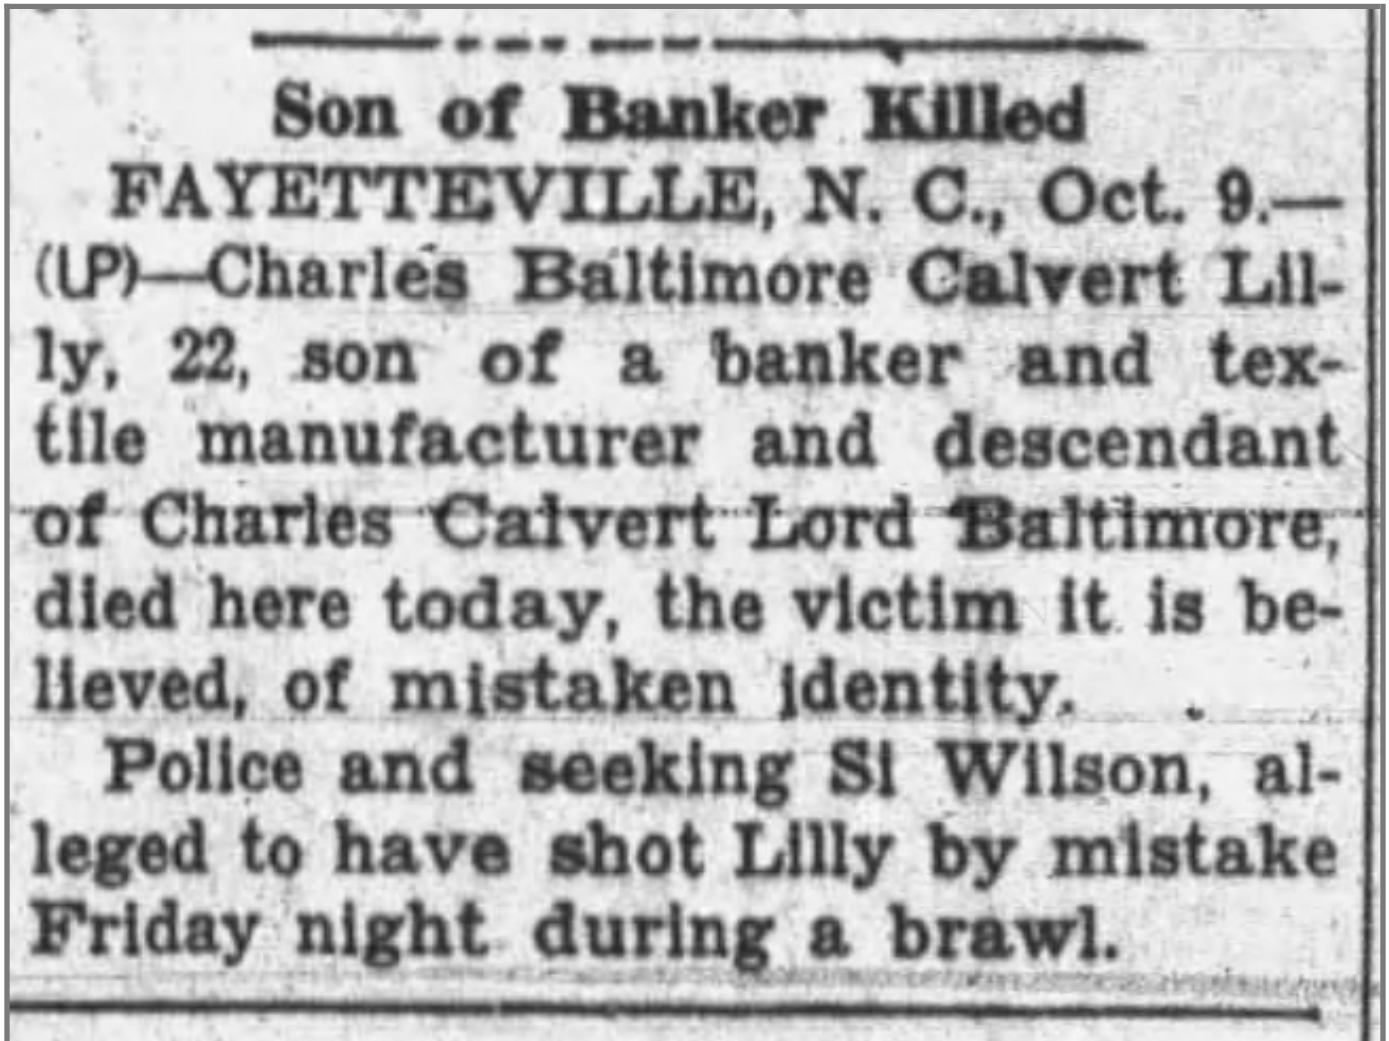 Son of Banker Killed
FAYETTEVILLE, N. C., Oct. 9.—
(UP)—Charles Baltimore Calvert Lil-
ly, 22, son of a banker and tex-
tile manufacturer and descendant
of Charles Calvert Lord Baltimore,
died here today, the victim it is be-
lieved, of mistaken identity.
Police and seeking Si Wilson, al-
leged to have shot Lilly by mistake
Friday night during a brawl.